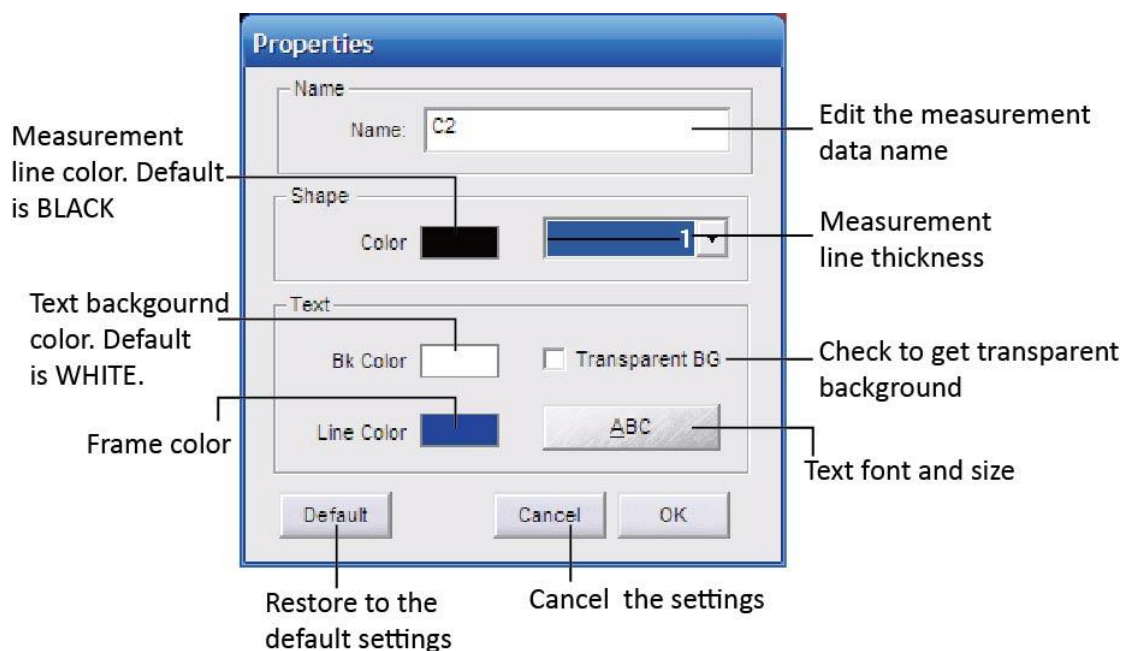 Properties
Name
Name: C2
Edit the measurement
data name
Measurement
line color. Default
is BLACK
Shape
Color
1
Measurement
line thickness
Text backgournd
color. Default
is WHITE.
Text
Bk Color
Transparent BG
Check to get transparent
background
Frame color
Line Color
ABC
Text font and size
Default
Cancel
OK
Restore to the
default settings
Cancel the settings